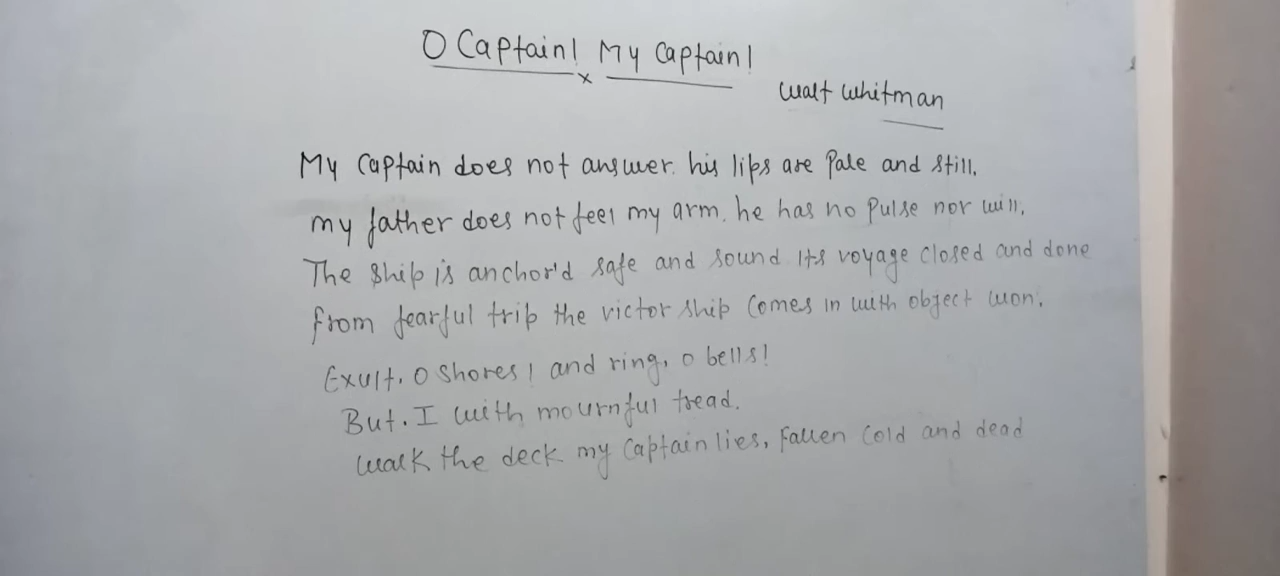 O Captain! My Captain!
x
Walt Whitman
My Captain does not answer. his lips are Pale and still,
my father does not feel my arm. he has no Pulse nor will,
The ship is anchor'd safe and sound Its voyage closed and done
From fearful trip the victor ship Comes in with object won,
Exult. O Shores! and ring, O bells!
But. I with mournful tread.
walk the deck my Captain lies, Fallen Cold and dead